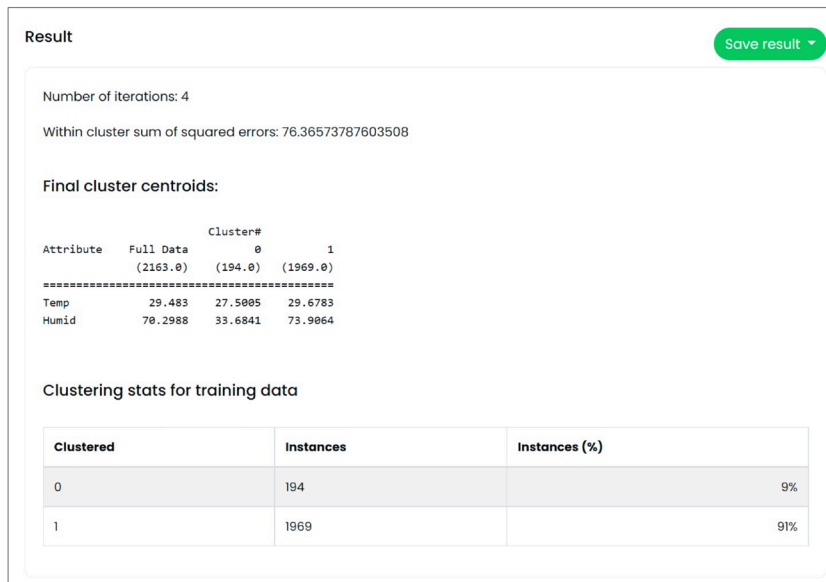 Result
Save result
Number of iterations: 4
Within cluster sum of squared errors: 76.36573787603508
Final cluster centroids:
Cluster#
Attribute    Full Data          0          1
(2163.0)    (194.0)   (1969.0)
============================================
Temp            29.483    27.5005    29.6783
Humid          70.2988    33.6841    73.9064
Clustering stats for training data
Clustered Instances Instances (%)
0 194 9%
1 1969 91%